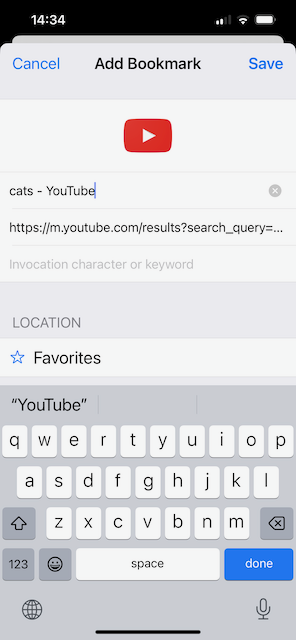 14:34
Cancel Add Bookmark Save
cats - YouTube
https://m.youtube.com/results?search_query=...
Invocation character or keyword
LOCATION
Favorites
“YouTube”
q w e r t y u i o p
a s d f g h j k l
z x c v b n m
123 space done